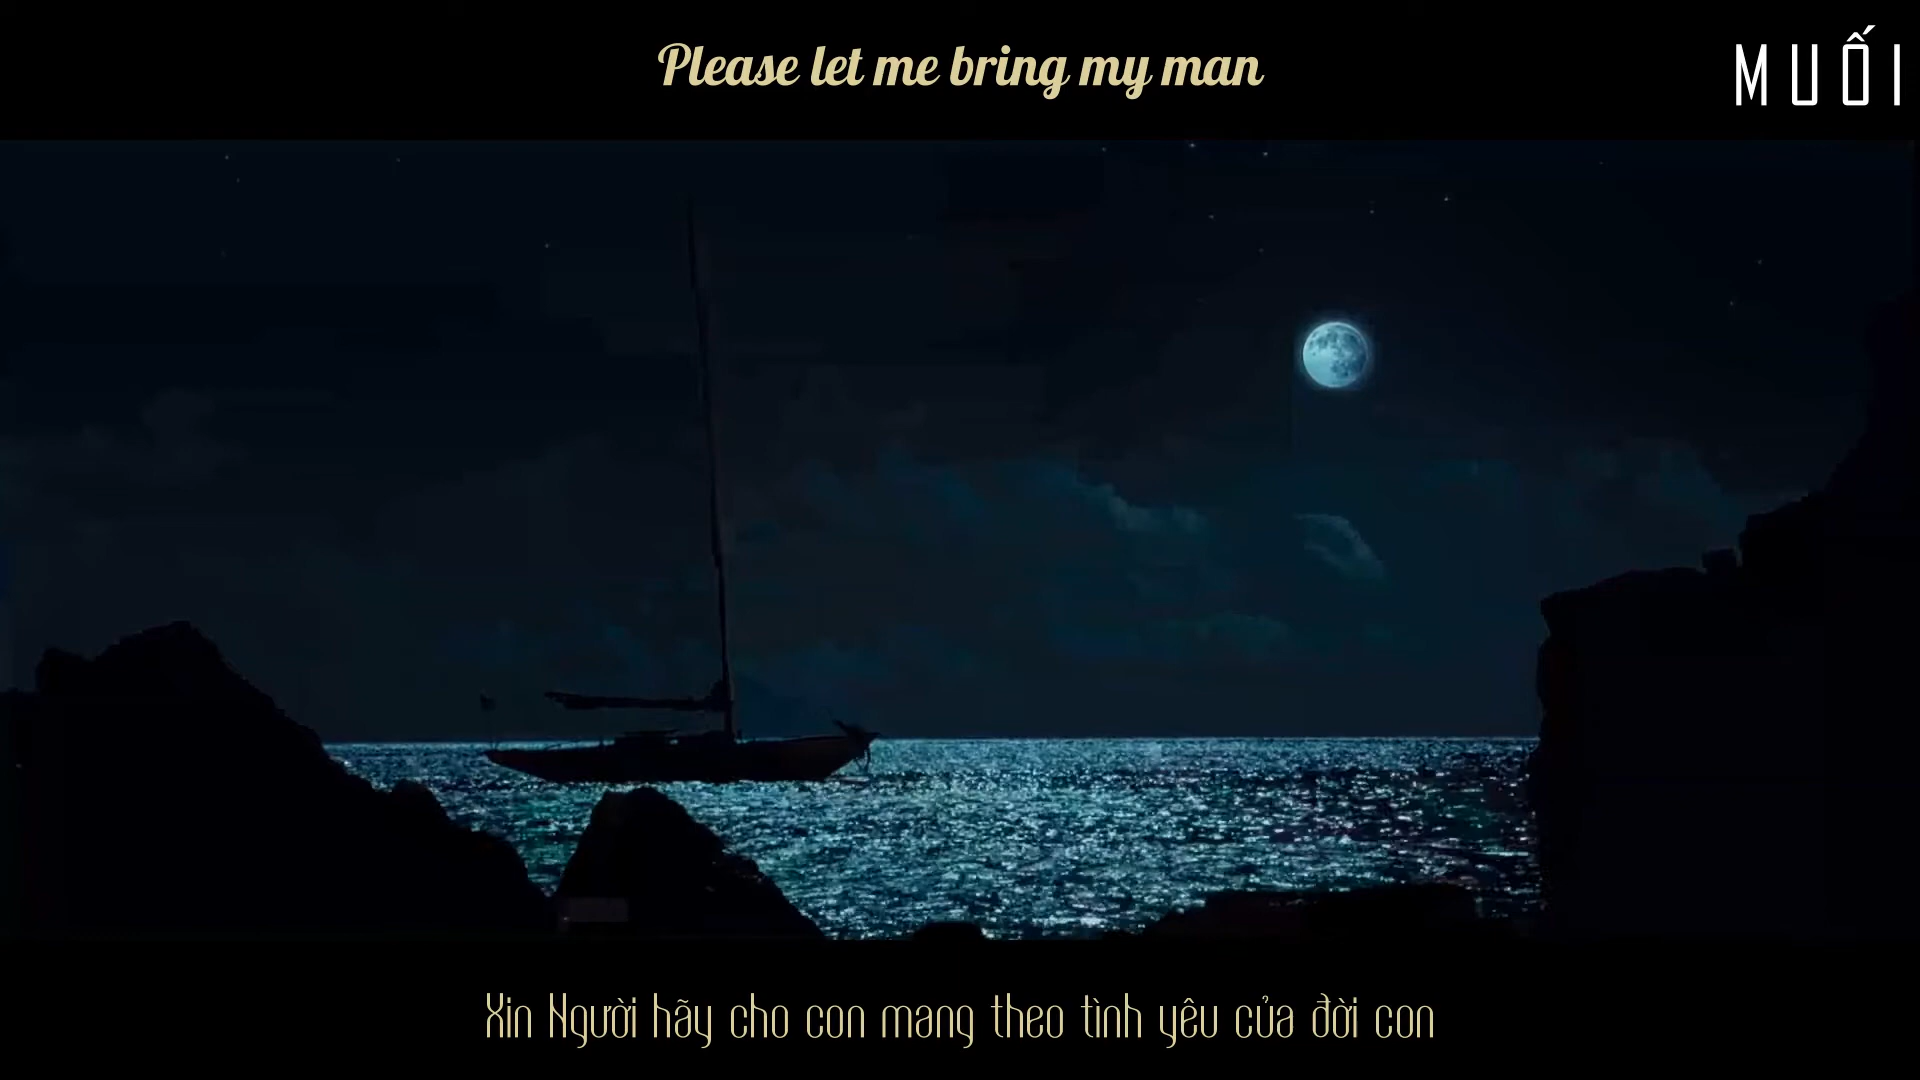 Please let me bring my man
MUỐI
Xin Người hãy cho con mang theo tình yêu của đời con